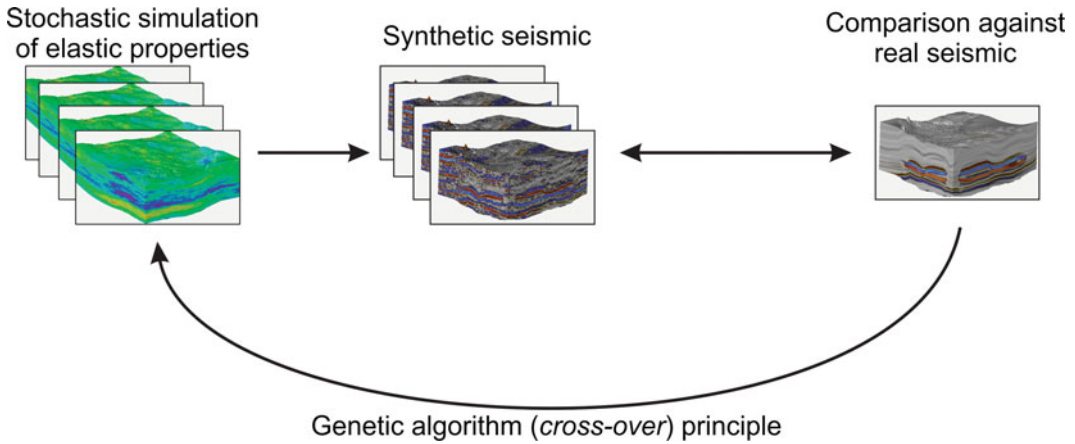 Stochastic simulation
of elastic properties
Synthetic seismic
Comparison against
real seismic
Genetic algorithm (cross-over) principle